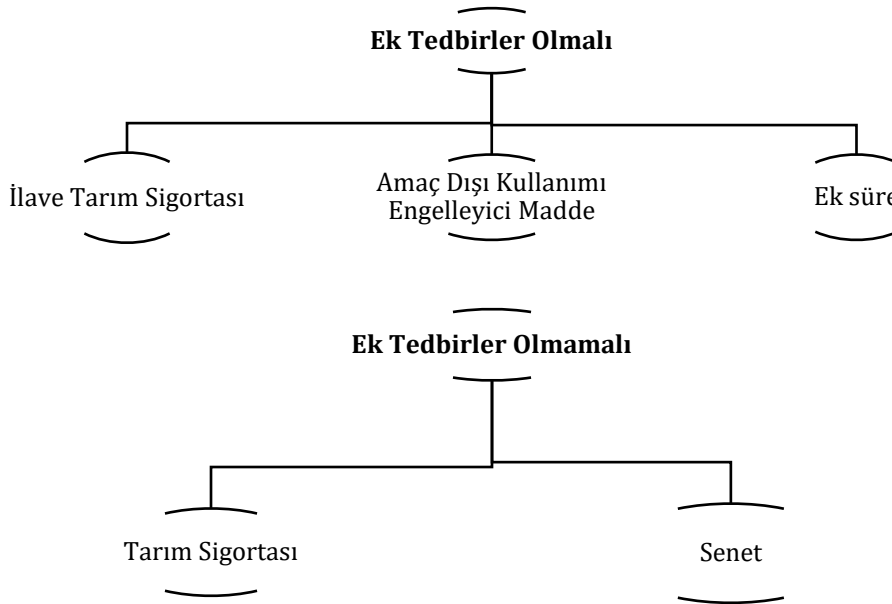 Ek Tedbirler Olmalı
İlave Tarım Sigortası
Amaç Dışı Kullanımı
Engelleyici Madde
Ek süre
Ek Tedbirler Olmamalı
Tarım Sigortası
Senet